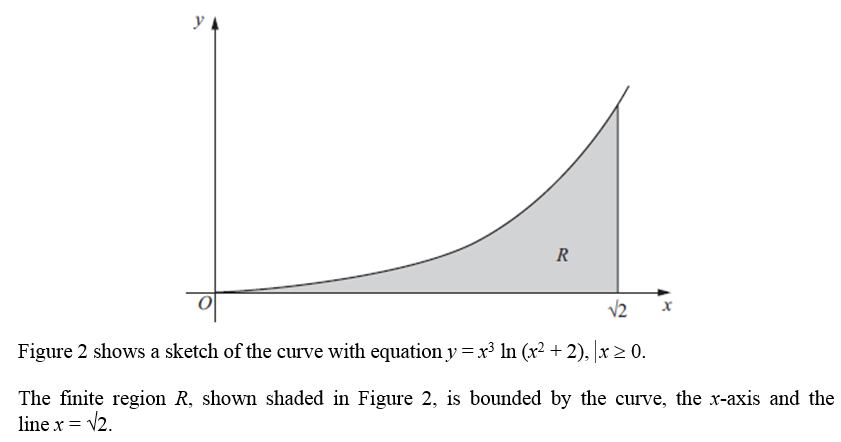 y
R
O
√2
x
Figure 2 shows a sketch of the curve with equation y = x³ ln (x² + 2), |x ≥ 0.
The finite region R, shown shaded in Figure 2, is bounded by the curve, the x-axis and the
line x = √2.